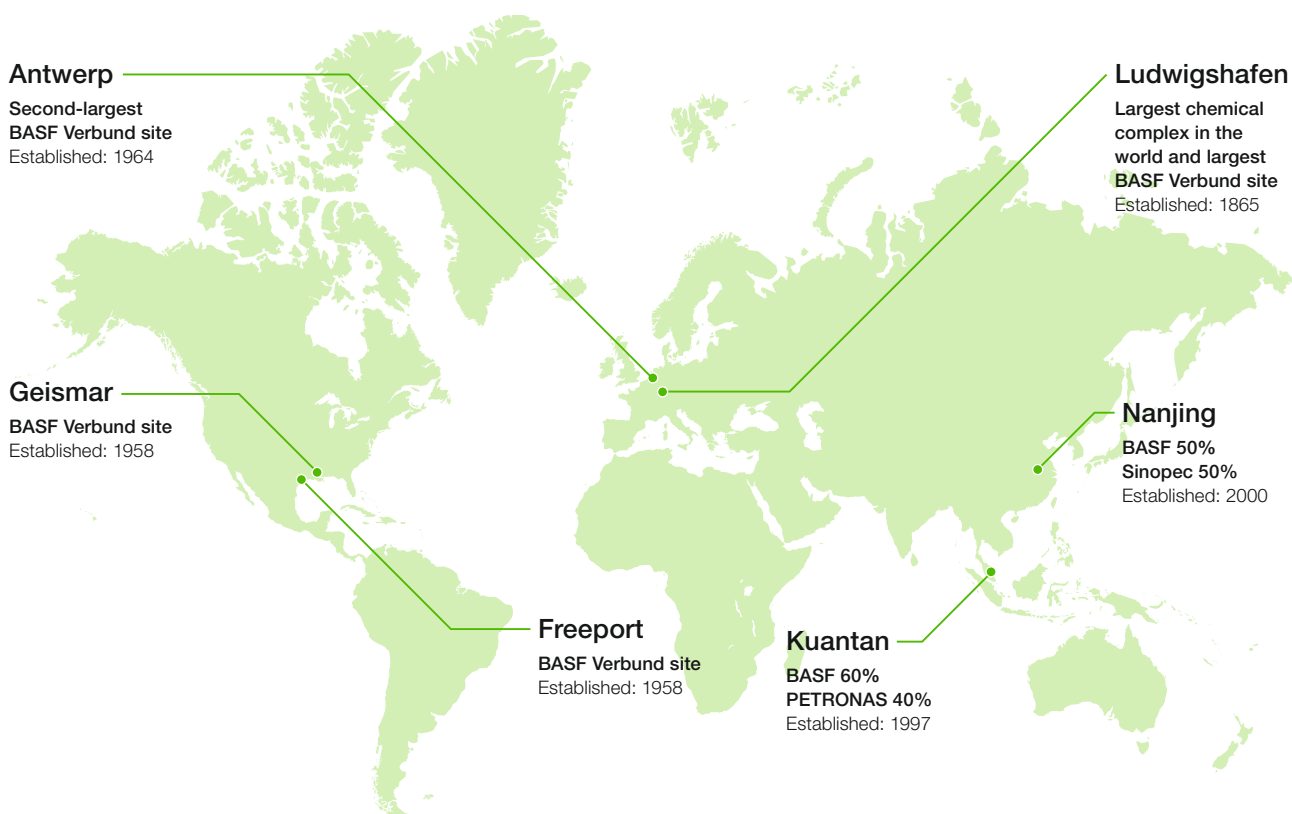 Antwerp
Second-largest
BASF Verbund site
Established: 1964
Ludwigshafen
Largest chemical
complex in the
world and largest
BASF Verbund site
Established: 1865
Geismar
BASF Verbund site
Established: 1958
Nanjing
BASF 50%
Sinopec 50%
Established: 2000
Freeport
BASF Verbund site
Established: 1958
Kuantan
BASF 60%
PETRONAS 40%
Established: 1997